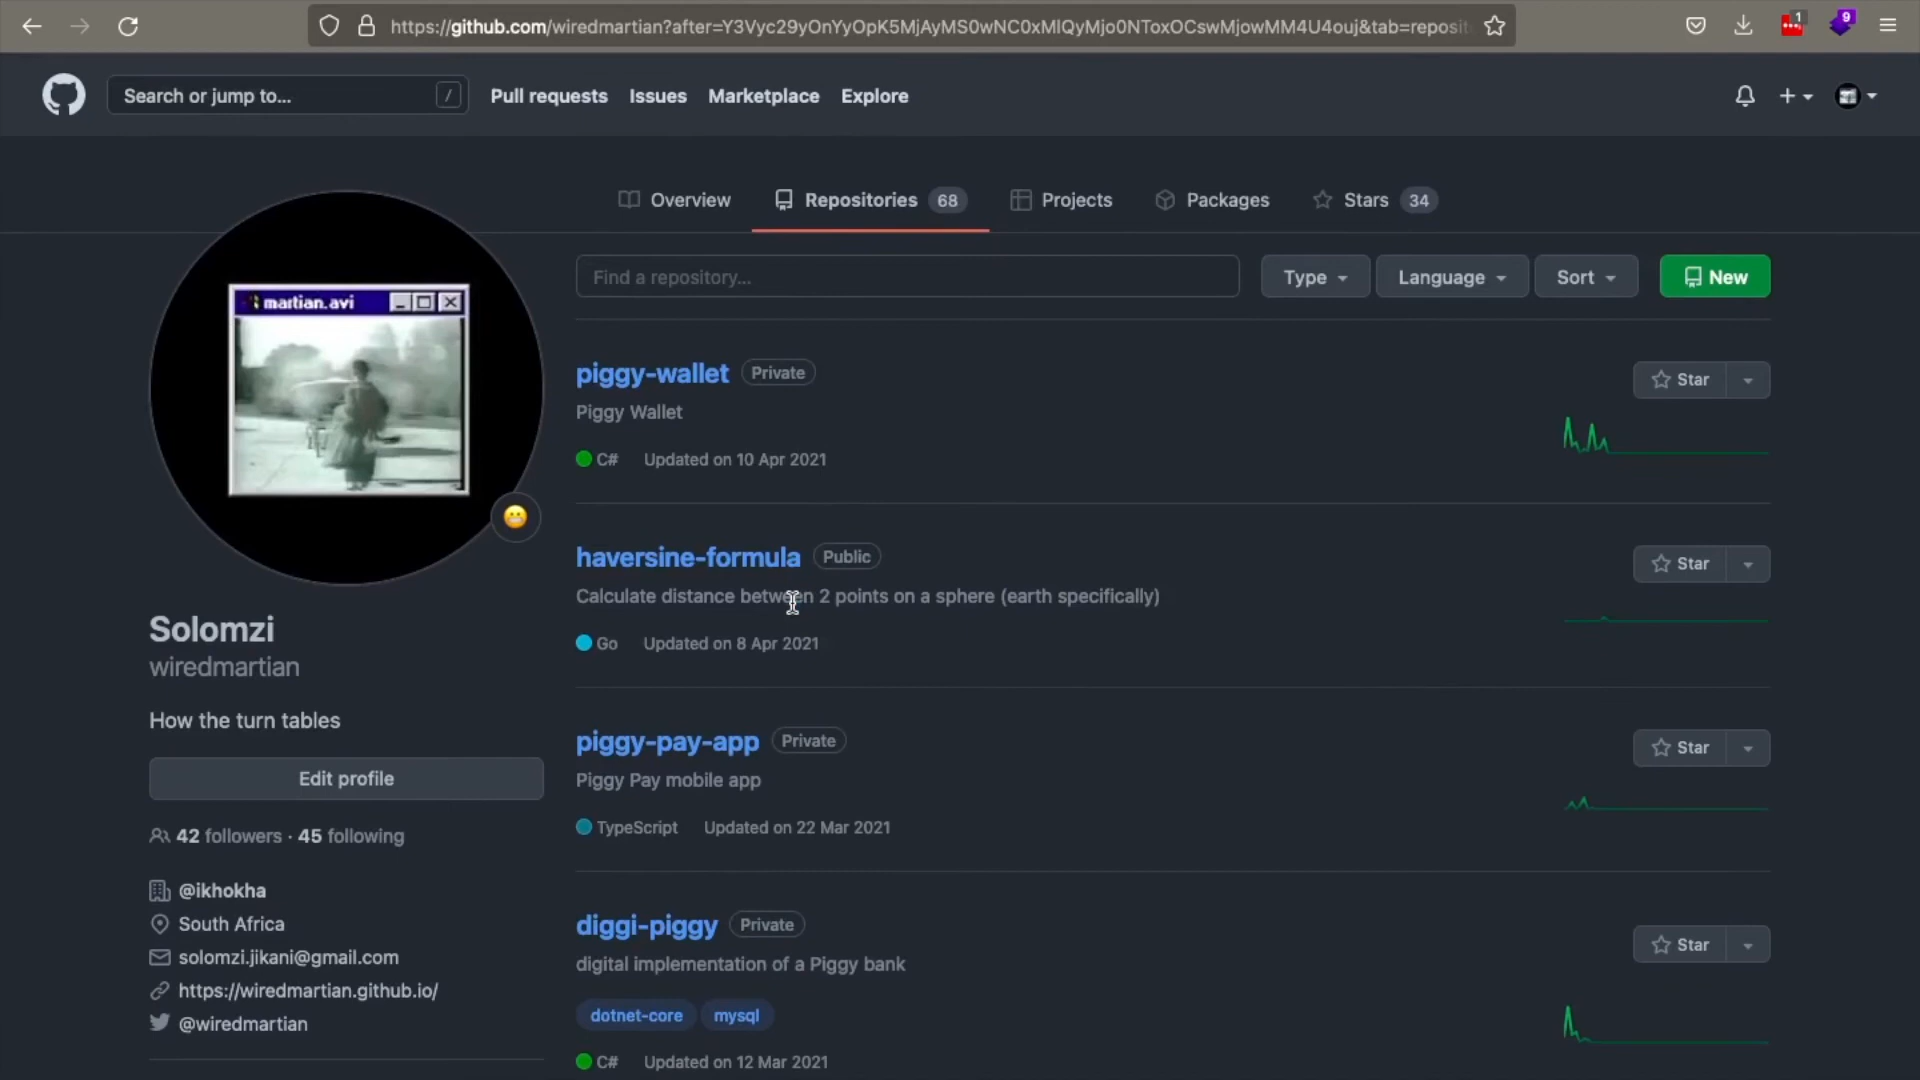 https://github.com/wiredmartian?after=Y3Vyc29yOnYyOpK5MjAyMS0wNC0xMlQyMjo0NToxOCswMjowMM4U4ouj&tab=reposit
1
9
Search or jump to...
/
Pull requests
Issues
Marketplace
Explore
Overview
Repositories 68
Projects
Packages
Stars 34
martian.avi
Find a repository...
Type
Language
Sort
New
piggy-wallet Private
Star
Piggy Wallet
C# Updated on 10 Apr 2021
haversine-formula Public
Star
Calculate distance between 2 points on a sphere (earth specifically)
Go Updated on 8 Apr 2021
piggy-pay-app Private
Star
Piggy Pay mobile app
TypeScript Updated on 22 Mar 2021
diggi-piggy Private
Star
digital implementation of a Piggy bank
dotnet-core mysql
C# Updated on 12 Mar 2021
Solomzi
wiredmartian
How the turn tables
Edit profile
42 followers · 45 following
@ikhokha
South Africa
solomzi.jikani@gmail.com
https://wiredmartian.github.io/
@wiredmartian